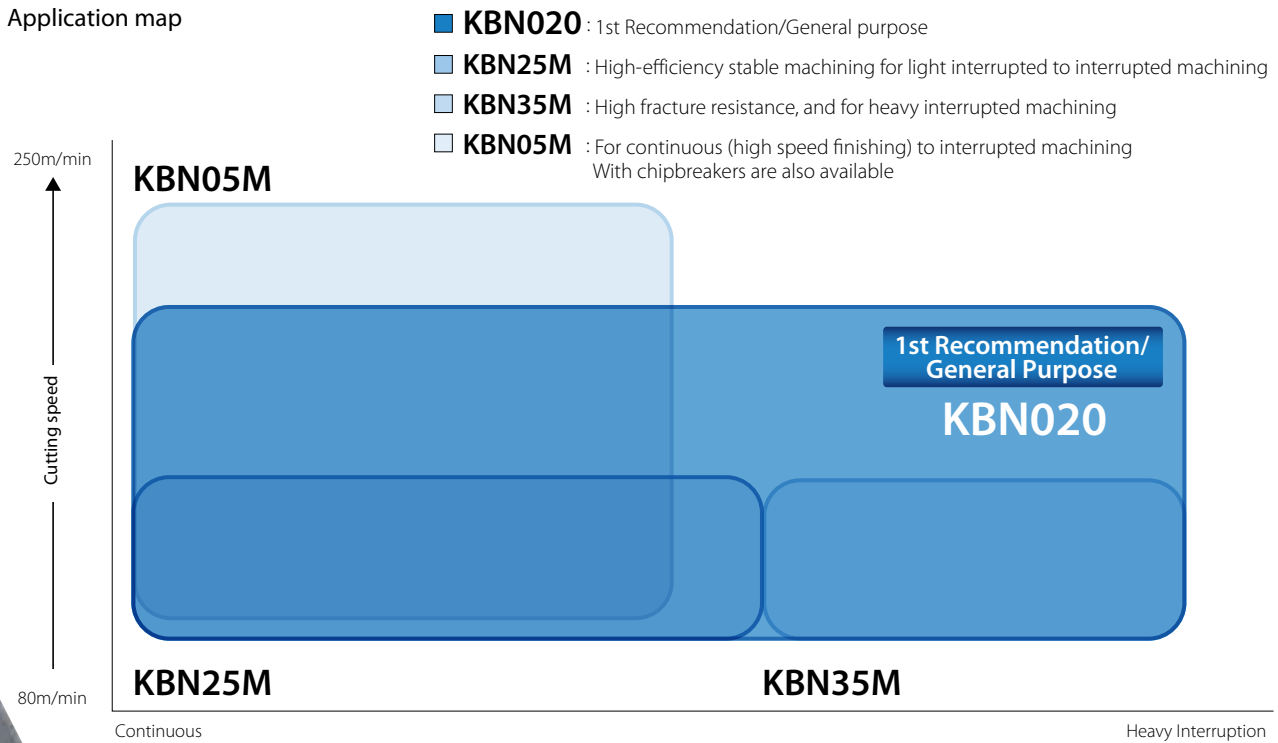 Application map
KBN020 : 1st Recommendation/General purpose
KBN25M : High-efficiency stable machining for light interrupted to interrupted machining
KBN35M : High fracture resistance, and for heavy interrupted machining
KBN05M : For continuous (high speed finishing) to interrupted machining
With chipbreakers are also available
250m/min
KBN05M
1st Recommendation/
General Purpose
KBN020
Cutting speed
KBN25M
KBN35M
80m/min
Continuous
Heavy Interruption